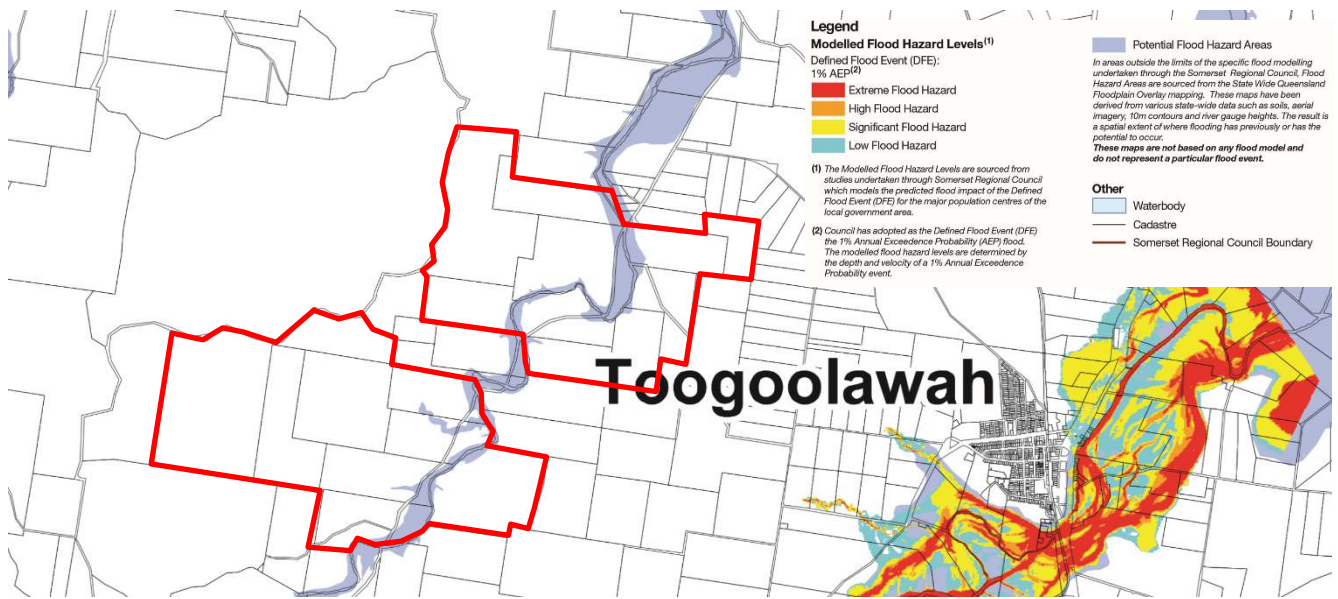 Legend
Modelled Flood Hazard Levels(1)
Defined Flood Event (DFE):
1% AEP(2)
Extreme Flood Hazard
High Flood Hazard
Significant Flood Hazard
Low Flood Hazard
(1) The Modelled Flood Hazard Levels are sourced from
studies undertaken through Somerset Regional Council
which models the predicted flood impact of the Defined
Flood Event (DFE) for the major population centres of the
local government area.
(2) Council has adopted as the Defined Flood Event (DFE)
the 1% Annual Exceedence Probability (AEP) flood.
The modelled flood hazard levels are determined by
the depth and velocity of a 1% Annual Exceedence
Probability event.
Potential Flood Hazard Areas
In areas outside the limits of the specific flood modelling
undertaken through the Somerset Regional Council, Flood
Hazard Areas are sourced from the State Wide Queensland
Floodplain Overlay mapping. These maps have been
derived from various state-wide data such as soils, aerial
imagery, 10m contours and river gauge heights. The result is
a spatial extent of where flooding has previously or has the
potential to occur.
These maps are not based on any flood model and
do not represent a particular flood event.
Other
Waterbody
Cadastre
Somerset Regional Council Boundary
Toogoolawah